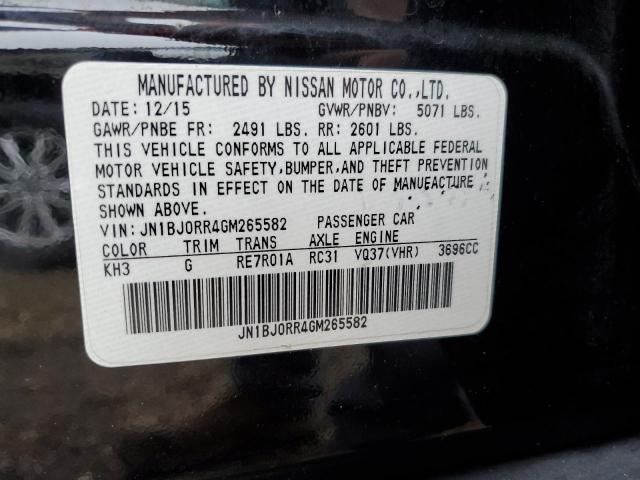 MANUFACTURED BY NISSAN MOTOR CO.,LTD.
DATE: 12/15 GVWR/PNBV: 5071 LBS.
GAWR/PNBE FR: 2491 LBS. RR: 2601 LBS.
THIS VEHICLE CONFORMS TO ALL APPLICABLE FEDERAL
MOTOR VEHICLE SAFETY,BUMPER,AND THEFT PREVENTION
STANDARDS IN EFFECT ON THE DATE OF MANUFACTURE
SHOWN ABOVE.
VIN: JN1BJ0RR4GM265582 PASSENGER CAR
COLOR TRIM TRANS AXLE ENGINE
KH3 G RE7R01A RC31 VQ37(VHR) 3696CC
JN1BJ0RR4GM265582